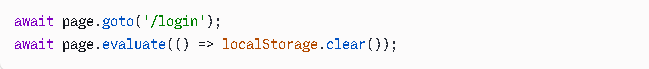 await page.goto('/login');
await page.evaluate(() => localStorage.clear());